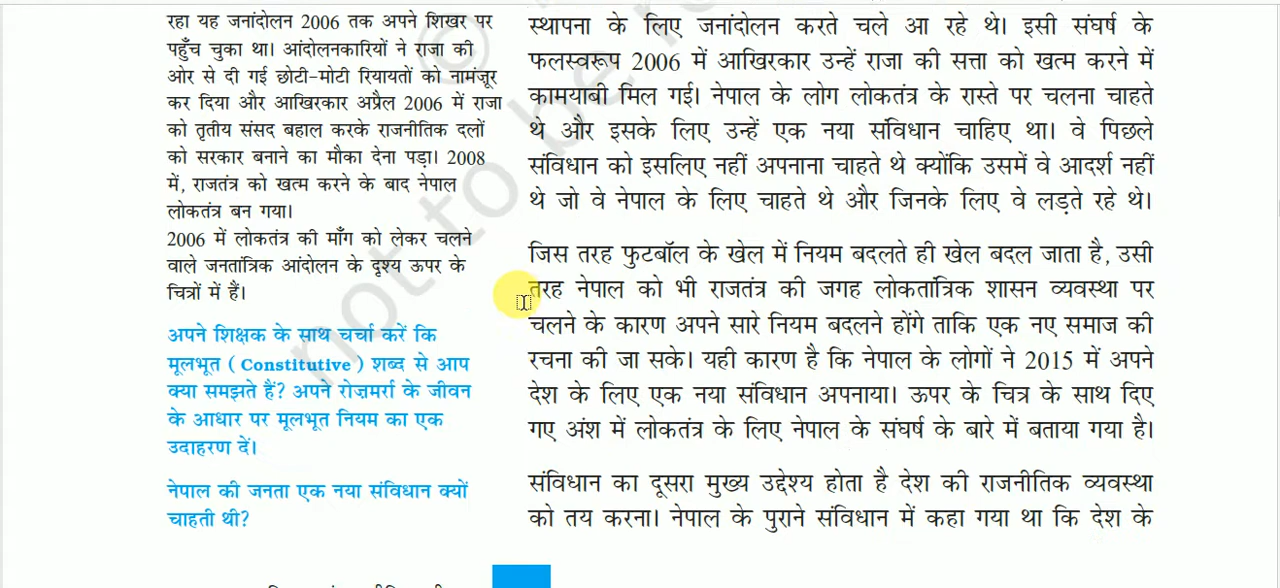 रहा यह जनांदोलन 2006 तक अपने शिखर पर
पहुँच चुका था। आंदोलनकारियों ने राजा की
ओर से दी गई छोटी-मोटी रियायतों को नामंज़ूर
कर दिया और आखिरकार अप्रैल 2006 में राजा
को तृतीय संसद बहाल करके राजनीतिक दलों
को सरकार बनाने का मौका देना पड़ा। 2008
में, राजतंत्र को खत्म करने के बाद नेपाल
लोकतंत्र बन गया।
2006 में लोकतंत्र की माँग को लेकर चलने
वाले जनतांत्रिक आंदोलन के दृश्य ऊपर के
चित्रों में हैं।
अपने शिक्षक के साथ चर्चा करें कि
मूलभूत ( Constitutive ) शब्द से आप
क्या समझते हैं? अपने रोज़मर्रा के जीवन
के आधार पर मूलभूत नियम का एक
उदाहरण दें।
नेपाल की जनता एक नया संविधान क्यों
चाहती थी?
स्थापना के लिए जनांदोलन करते चले आ रहे थे। इसी संघर्ष के
फलस्वरूप 2006 में आखिरकार उन्हें राजा की सत्ता को खत्म करने में
कामयाबी मिल गई। नेपाल के लोग लोकतंत्र के रास्ते पर चलना चाहते
थे और इसके लिए उन्हें एक नया संविधान चाहिए था। वे पिछले
संविधान को इसलिए नहीं अपनाना चाहते थे क्योंकि उसमें वे आदर्श नहीं
थे जो वे नेपाल के लिए चाहते थे और जिनके लिए वे लड़ते रहे थे।
जिस तरह फुटबॉल के खेल में नियम बदलते ही खेल बदल जाता है, उसी
तरह नेपाल को भी राजतंत्र की जगह लोकतांत्रिक शासन व्यवस्था पर
चलने के कारण अपने सारे नियम बदलने होंगे ताकि एक नए समाज की
रचना की जा सके। यही कारण है कि नेपाल के लोगों ने 2015 में अपने
देश के लिए एक नया संविधान अपनाया। ऊपर के चित्र के साथ दिए
गए अंश में लोकतंत्र के लिए नेपाल के संघर्ष के बारे में बताया गया है।
संविधान का दूसरा मुख्य उद्देश्य होता है देश की राजनीतिक व्यवस्था
को तय करना। नेपाल के पुराने संविधान में कहा गया था कि देश के
© not to be re